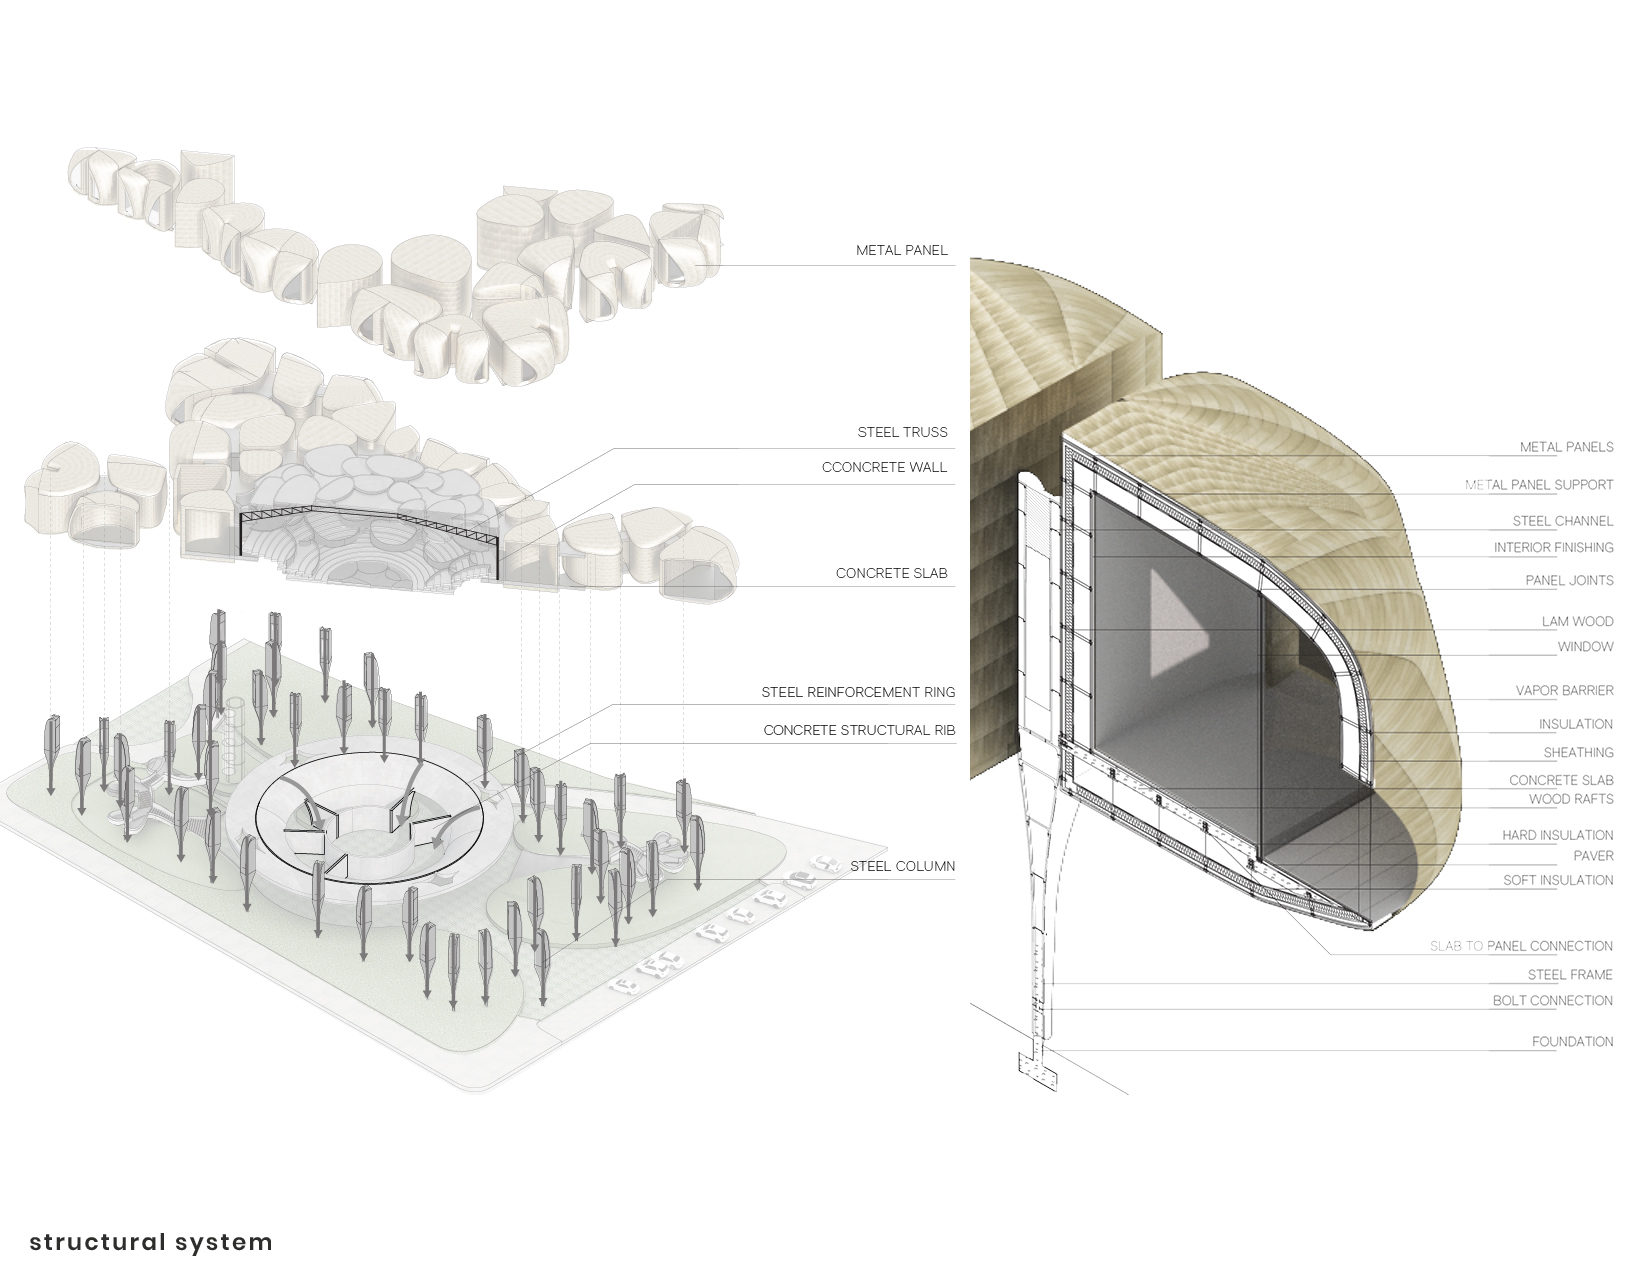 METAL PANEL
STEEL TRUSS
CCONCRETE WALL
CONCRETE SLAB
STEEL REINFORCEMENT RING
CONCRETE STRUCTURAL RIB
STEEL COLUMN
METAL PANELS
METAL PANEL SUPPORT
STEEL CHANNEL
INTERIOR FINISHING
PANEL JOINTS
LAM WOOD
WINDOW
VAPOR BARRIER
INSULATION
SHEATHING
CONCRETE SLAB
WOOD RAFTS
HARD INSULATION
PAVER
SOFT INSULATION
SLAB TO PANEL CONNECTION
STEEL FRAME
BOLT CONNECTION
FOUNDATION
structural system